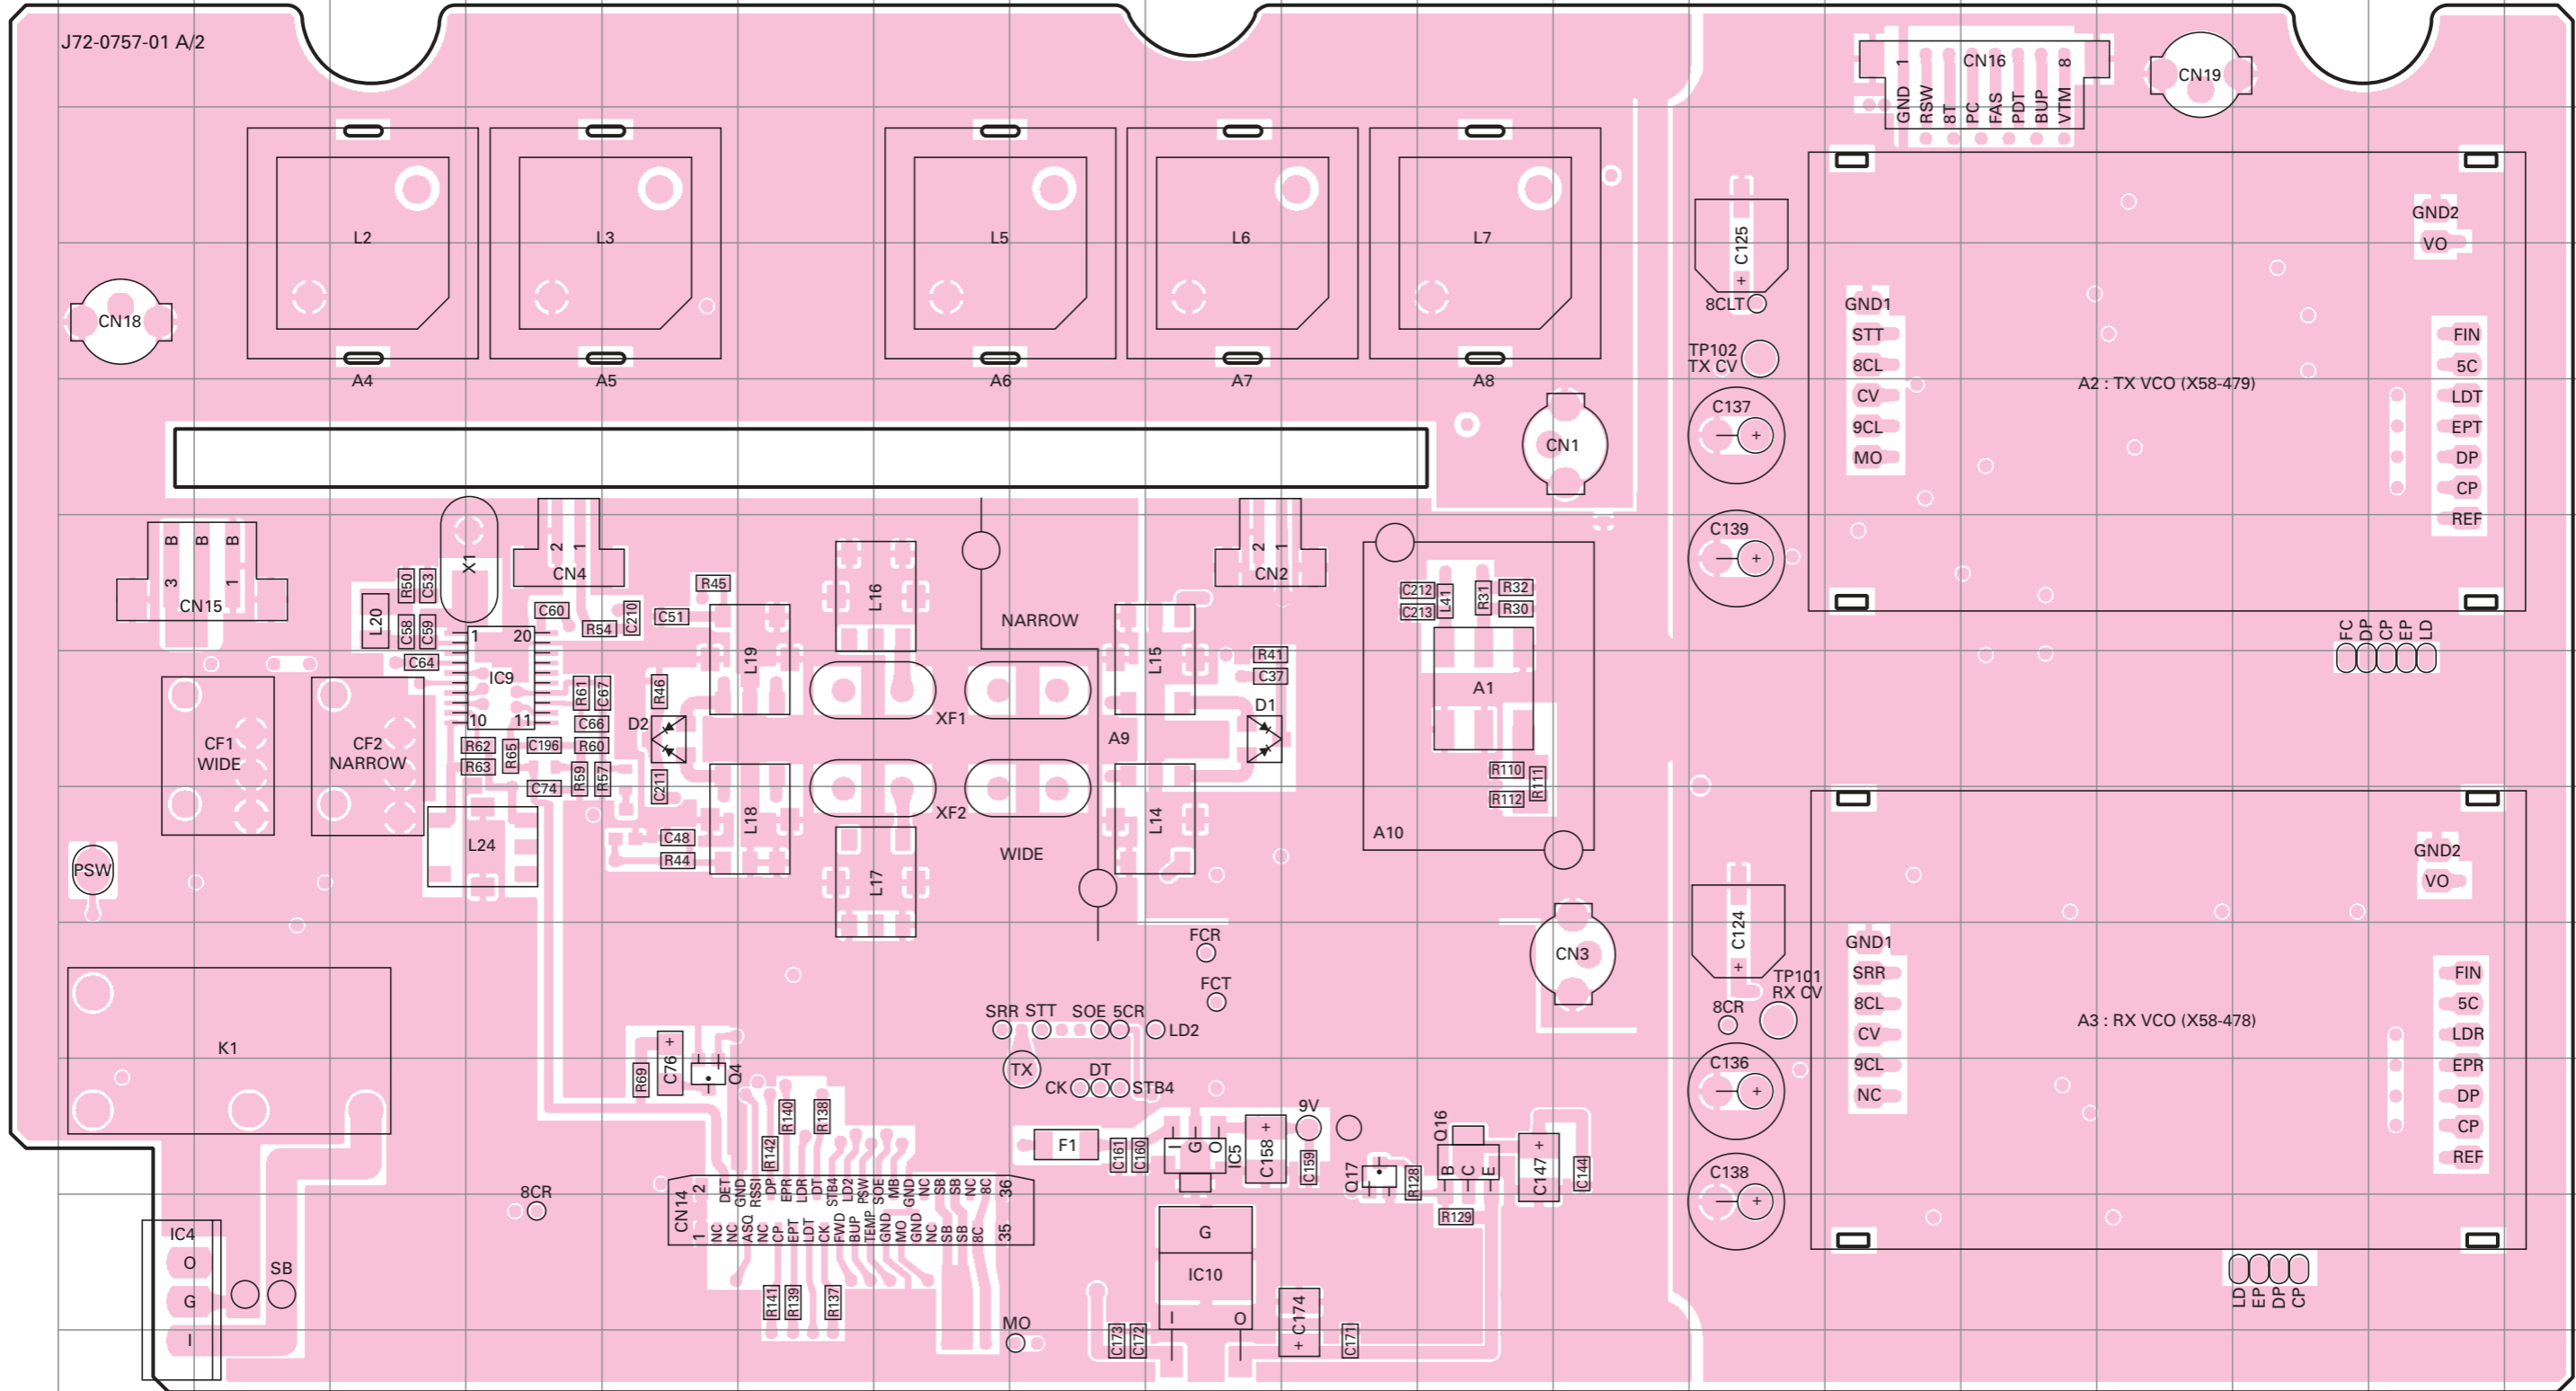 J72-0757-01 A/2
1 CN16 8
GND RSW 8T PC FAS PDT BUP VTM
CN19
L2
L3
L5
L6
L7
A4
A5
A6
A7
A8
CN18
C125
+
8CLT
TP102
TX CV
C137
+
C139
+
GND2
VO
GND1
STT
8CL
CV
9CL
MO
A2 : TX VCO (X58-479)
FIN
5C
LDT
EPT
DP
CP
REF
FC DP CP EP LD
CN1
B B B
3 1
CN15
X1
2 1
CN4
R50
C53
L20
C58
C59
C64
C60
R54
C210
C51
R45
1 20
IC9
10 11
R61
C67
C66
R62
R65
C196
R60
R63
C74
R59
R57
R46
D2
C211
C48
R44
L19
L18
L16
L17
XF1
XF2
NARROW
WIDE
A9
L15
L14
2 1
CN2
R41
C37
D1
C212
C213
L41
R31
R32
R30
A1
R110
R111
R112
A10
CF1
WIDE
CF2
NARROW
L24
PSW
K1
CN3
FCR
FCT
SRR STT SOE 5CR
LD2
TX
DT
CK STB4
C124
+
TP101
RX CV
8CR
C136
+
C138
+
GND2
VO
GND1
SRR
8CL
CV
9CL
NC
A3 : RX VCO (X58-478)
FIN
5C
LDR
EPR
DP
CP
REF
LD EP DP CP
+
C76
R69
Q4
R140
R138
R142
CN14
2 DET GND RSSI DP EPR LDR DT STB4 LD2 PSW SOE MB GND NC SB SB NC 8C 36
1 NC NC ASQ NC CP EPT LDT CK FWD BUP TEMP GND MO GND NC SB SB 8C 35
R141
R139
R137
8CR
IC4
O
G
I
SB
F1
C161
C160
I G O
IC5
+
C158
9V
C159
Q17
R128
Q16
B C E
R129
+
C147
C144
G
IC10
I O
C174
+
C173
C172
C171
MO